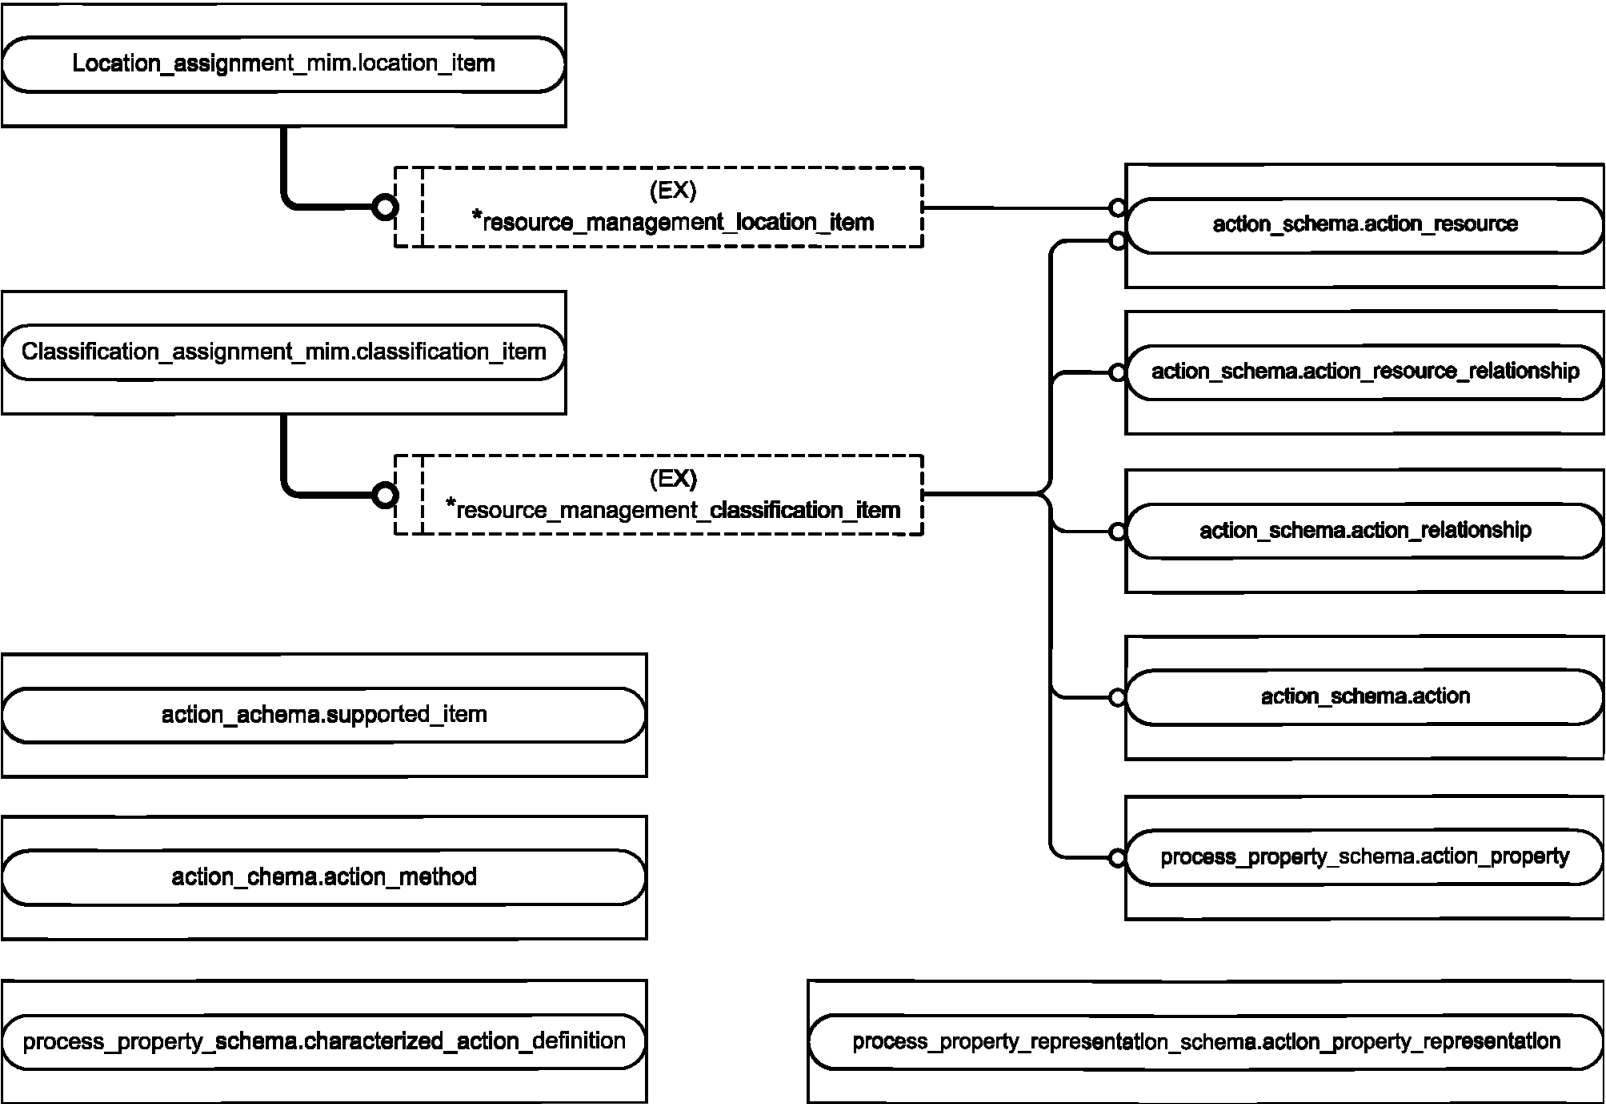 Location_assignment_mim.location_item
(EX)
*resource_management_location_item
action_schema.action_resource
Classification_assignment_mim.classification_item
action_schema.action_resource_relationship
(EX)
*resource_management_classification_item
action_schema.action_relationship
action_achema.supported_item
action_schema.action
action_chema.action_method
process_property_schema.action_property
process_property_schema.characterized_action_definition
process_property_representation_schema.action_property_representation